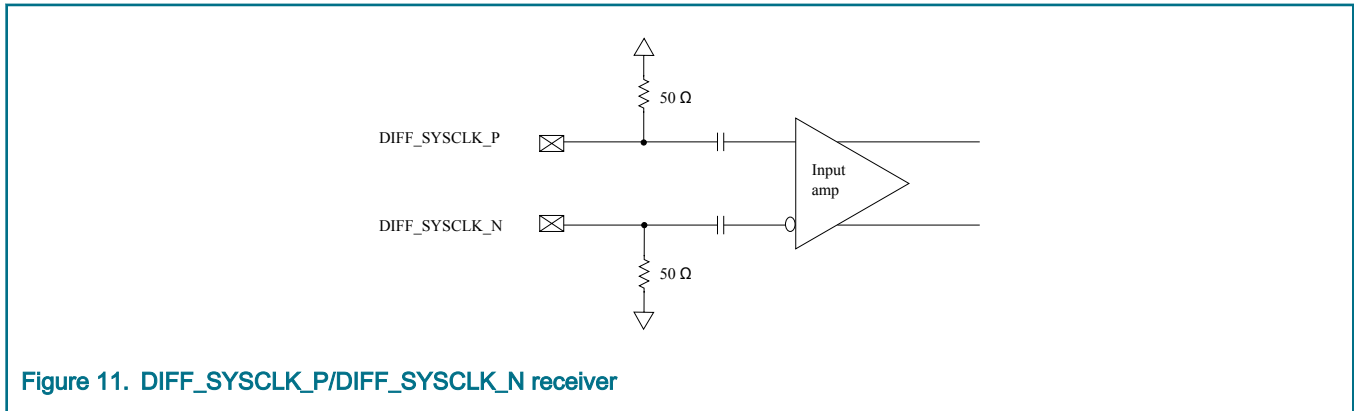 50 Ω
DIFF_SYSCLK_P
Input
amp
DIFF_SYSCLK_N
50 Ω
Figure 11. DIFF_SYSCLK_P/DIFF_SYSCLK_N receiver